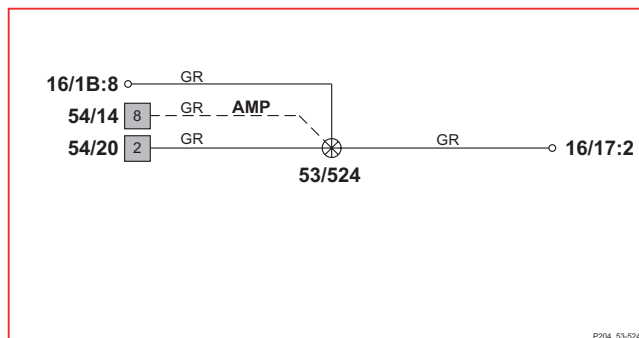 16/1B:8 GR
54/14 8 GR AMP
54/20 2 GR GR 16/17:2
53/524
P204_53-524